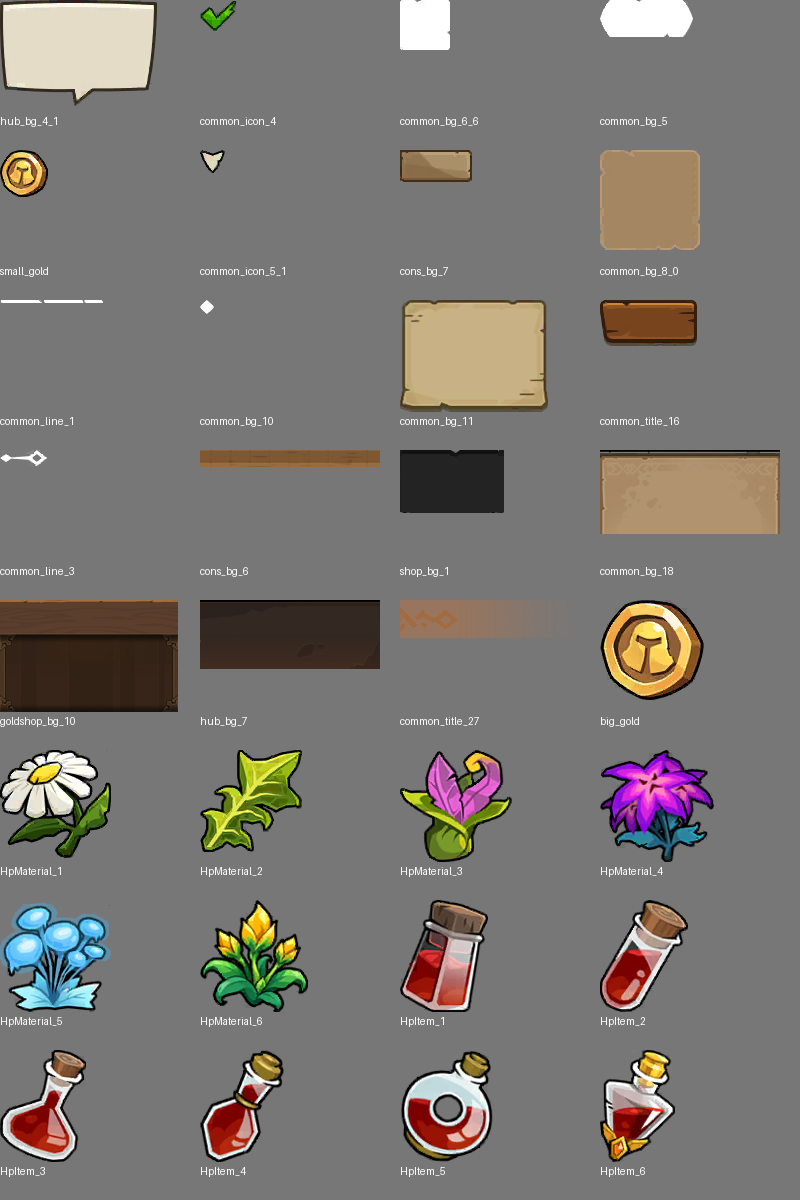 hub_bg_4_1
common_icon_4
common_bg_6_6
common_bg_5
small_gold
common_icon_5_1
cons_bg_7
common_bg_8_0
common_line_1
common_bg_10
common_bg_11
common_title_16
common_line_3
cons_bg_6
shop_bg_1
common_bg_18
goldshop_bg_10
hub_bg_7
common_title_27
big_gold
HpMaterial_1
HpMaterial_2
HpMaterial_3
HpMaterial_4
HpMaterial_5
HpMaterial_6
HpItem_1
HpItem_2
HpItem_3
HpItem_4
HpItem_5
HpItem_6